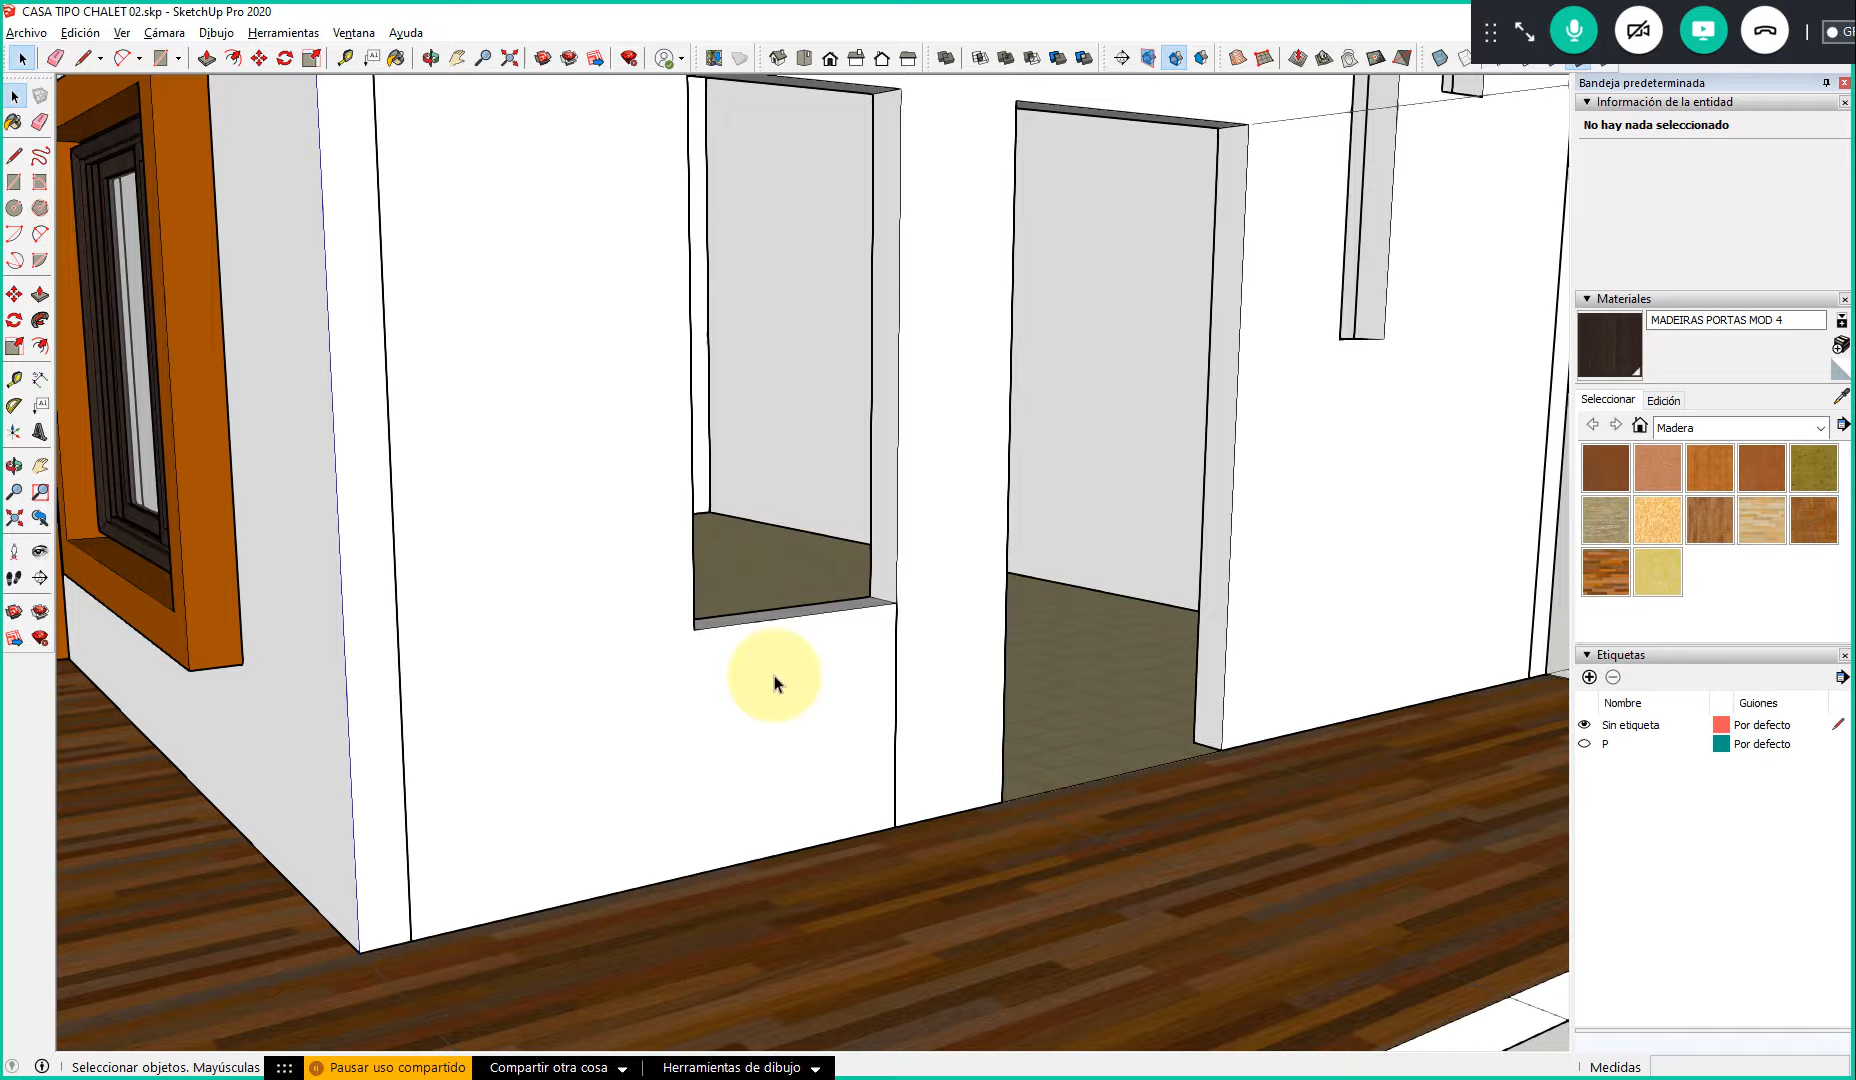 CASA TIPO CHALET 02.skp - SketchUp Pro 2020
Archivo Edición Ver Cámara Dibujo Herramientas Ventana Ayuda
Bandeja predeterminada
Información de la entidad
No hay nada seleccionado
Materiales
MADEIRAS PORTAS MOD 4
Seleccionar Edición
Madera
Etiquetas
Nombre Guiones
Sin etiqueta Por defecto
P Por defecto
Seleccionar objetos. Mayúsculas
Pausar uso compartido
Compartir otra cosa
Herramientas de dibujo
Medidas